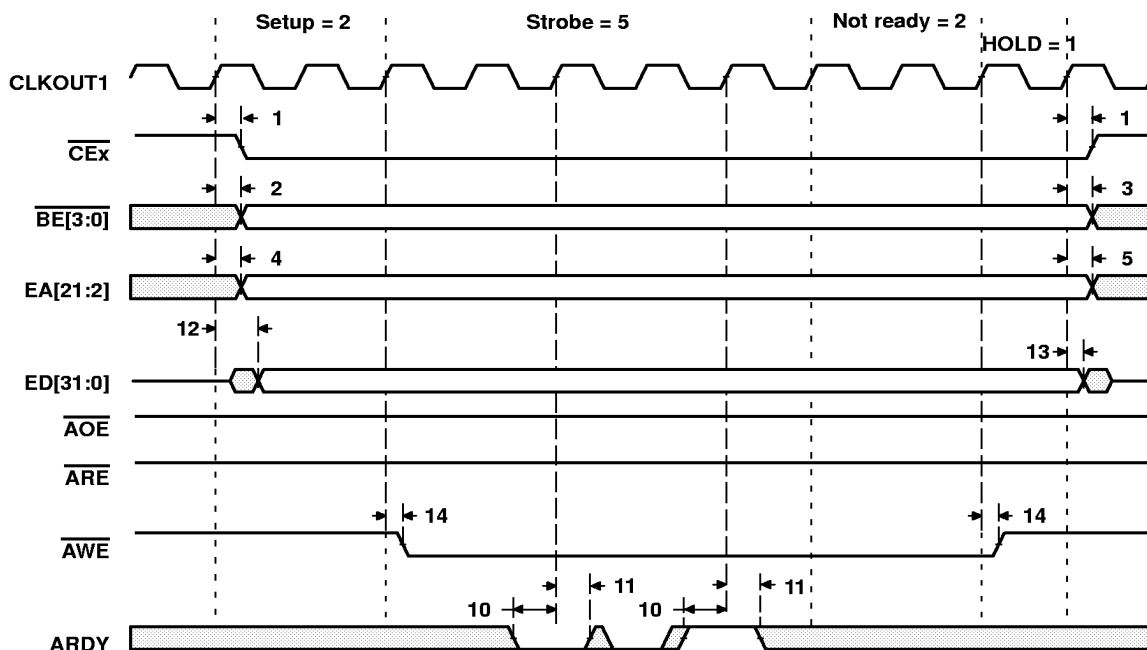 Setup = 2 Strobe = 5 Not ready = 2
HOLD = 1
CLKOUT1
1 1
CEx
2 3
BE[3:0]
4 5
EA[21:2]
12
13
ED[31:0]
AOE
ARE
14 14
AWE
10 11 10 11
ARDY